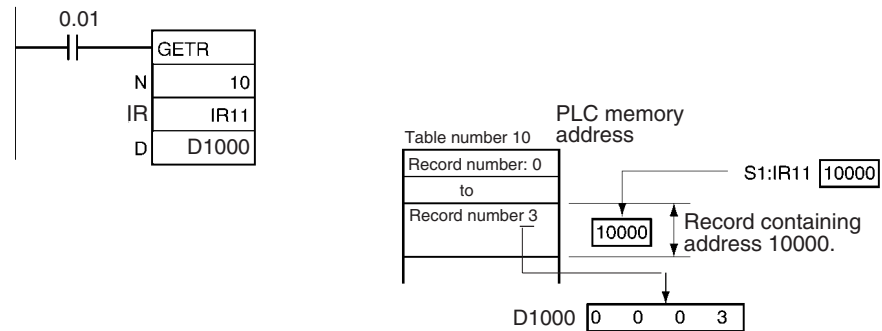 0.01
GETR
N 10
IR IR11
D D1000
PLC memory
address
Table number 10
Record number: 0
to
Record number 3
S1:IR11 10000
10000
Record containing
address 10000.
D1000 0 0 0 3